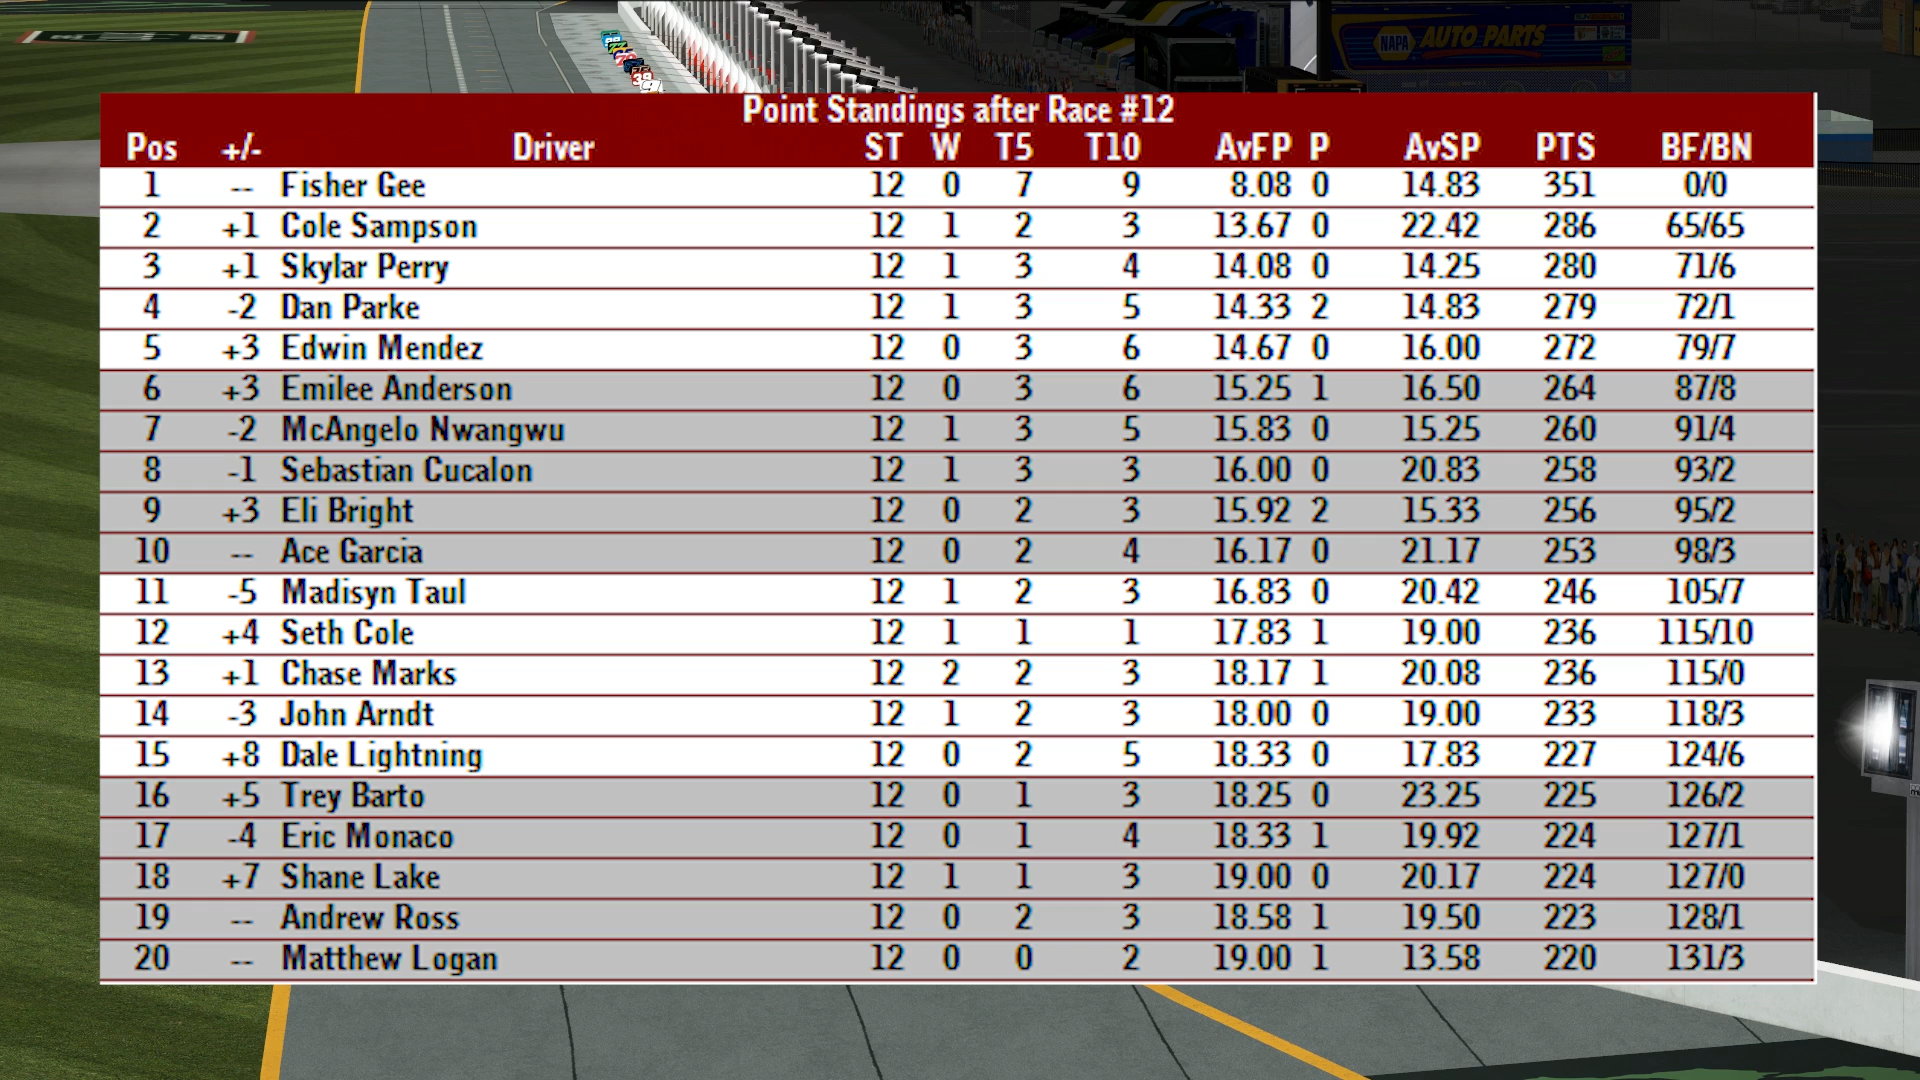 NAPA AUTO PARTS
39
Point Standings after Race #12
Pos +/- Driver ST W T5 T10 AvFP P AvSP PTS BF/BN
1 -- Fisher Gee 12 0 7 9 8.08 0 14.83 351 0/0
2 +1 Cole Sampson 12 1 2 3 13.67 0 22.42 286 65/65
3 +1 Skylar Perry 12 1 3 4 14.08 0 14.25 280 71/6
4 -2 Dan Parke 12 1 3 5 14.33 2 14.83 279 72/1
5 +3 Edwin Mendez 12 0 3 6 14.67 0 16.00 272 79/7
6 +3 Emilee Anderson 12 0 3 6 15.25 1 16.50 264 87/8
7 -2 McAngelo Nwangwu 12 1 3 5 15.83 0 15.25 260 91/4
8 -1 Sebastian Cucalon 12 1 3 3 16.00 0 20.83 258 93/2
9 +3 Eli Bright 12 0 2 3 15.92 2 15.33 256 95/2
10 -- Ace Garcia 12 0 2 4 16.17 0 21.17 253 98/3
11 -5 Madisyn Taul 12 1 2 3 16.83 0 20.42 246 105/7
12 +4 Seth Cole 12 1 1 1 17.83 1 19.00 236 115/10
13 +1 Chase Marks 12 2 2 3 18.17 1 20.08 236 115/0
14 -3 John Arndt 12 1 2 3 18.00 0 19.00 233 118/3
15 +8 Dale Lightning 12 0 2 5 18.33 0 17.83 227 124/6
16 +5 Trey Barto 12 0 1 3 18.25 0 23.25 225 126/2
17 -4 Eric Monaco 12 0 1 4 18.33 1 19.92 224 127/1
18 +7 Shane Lake 12 1 1 3 19.00 0 20.17 224 127/0
19 -- Andrew Ross 12 0 2 3 18.58 1 19.50 223 128/1
20 -- Matthew Logan 12 0 0 2 19.00 1 13.58 220 131/3